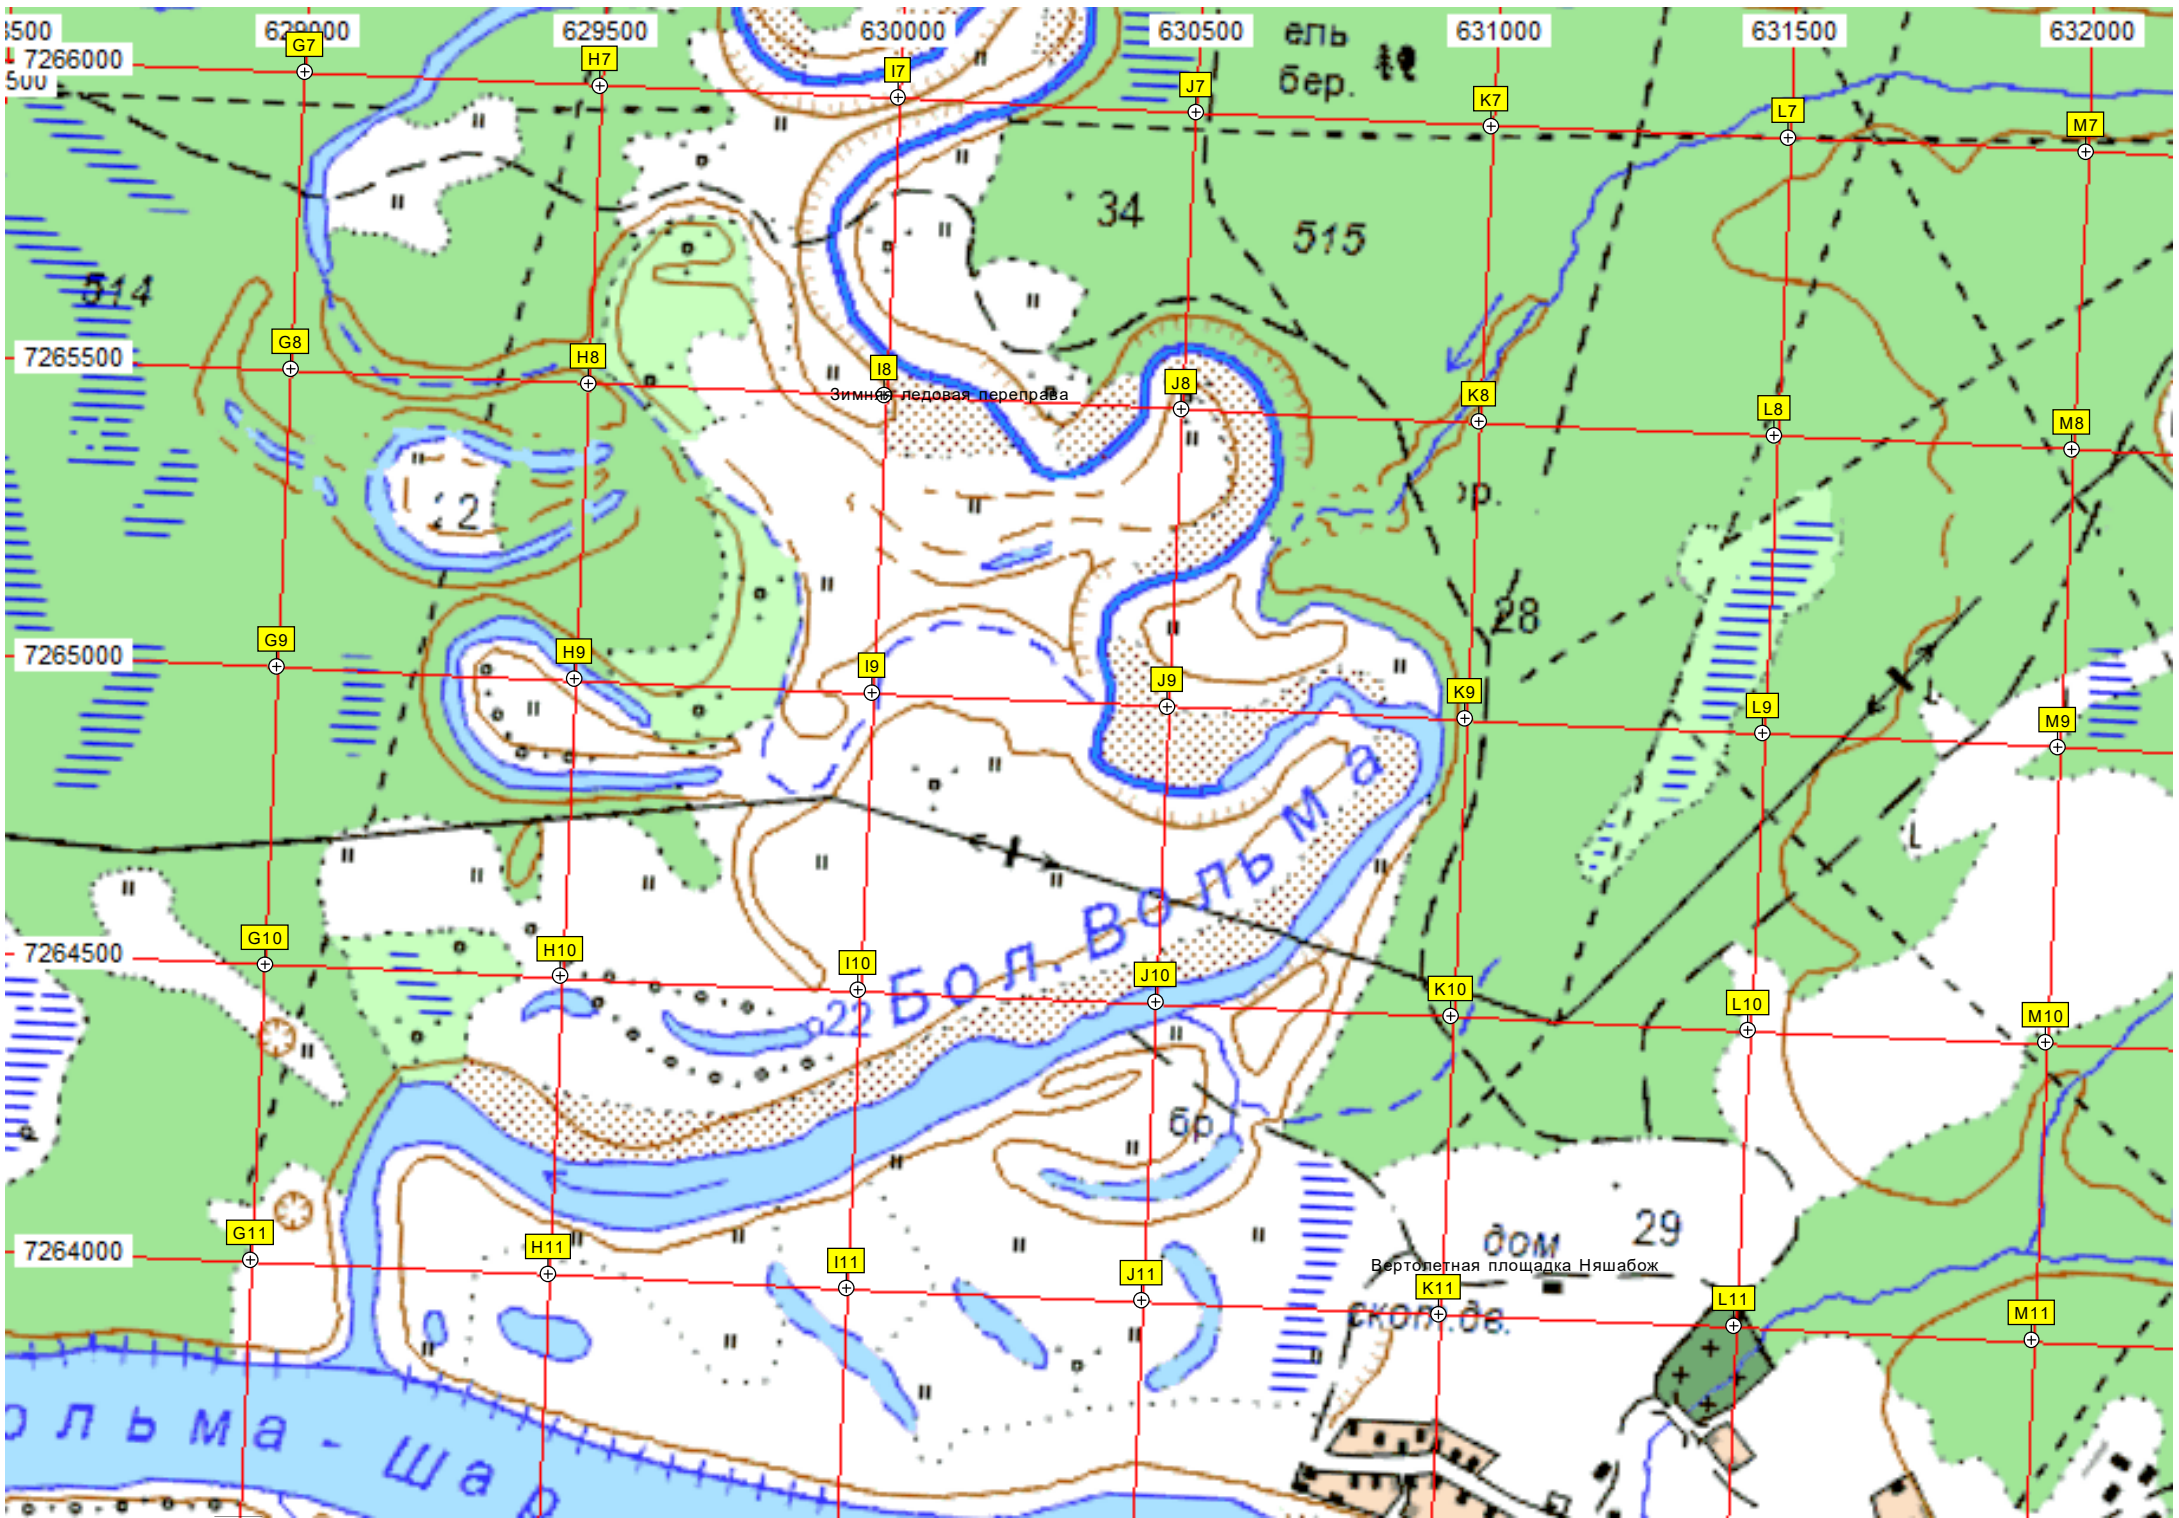 629000 629500 630000 630500 631000 631500 632000
7266000
G7 H7 I7 J7 K7 L7 M7
ель
бер.
34
515
514
7265500
G8 H8 I8 J8 K8 L8 M8
Зимняя ледовая переправа
28
7265000
G9 H9 I9 J9 K9 L9 M9
Бол. Вольма
7264500
G10 H10 I10 J10 K10 L10 M10
22
бр
дом
29
Вертолетная площадка Няшабож
7264000
G11 H11 I11 J11 K11 L11 M11
скот.дв.
ольма-Шар